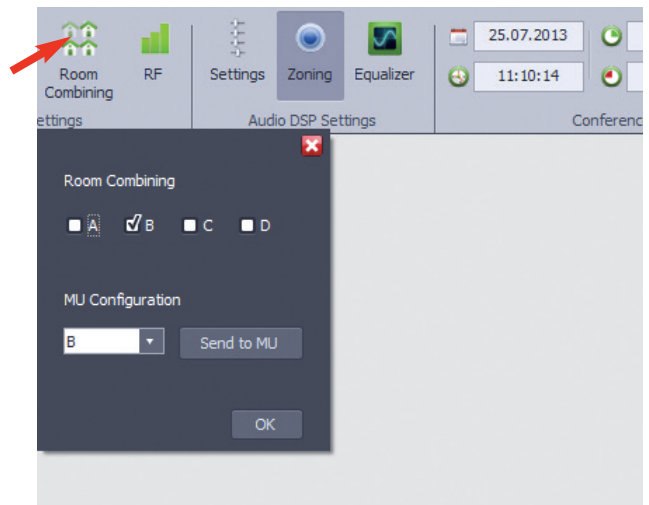 25.07.2013
Room
Combining
RF
Settings
Zoning
Equalizer
11:10:14
ettings
Audio DSP Settings
Conferenc
Room Combining
A
B
C
D
MU Configuration
B
Send to MU
OK